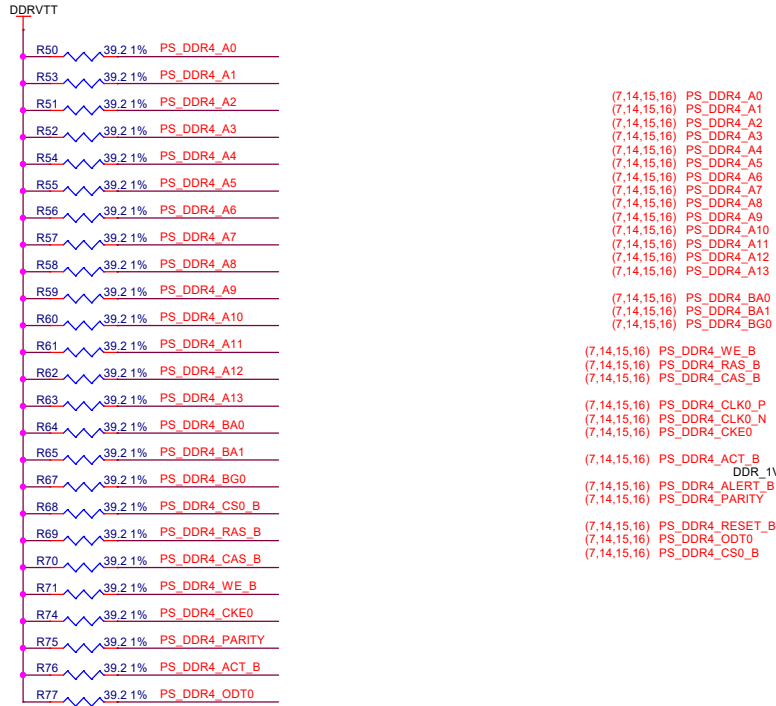 DDRVTT
R50 39.2 1% PS_DDR4_A0
R53 39.2 1% PS_DDR4_A1
R51 39.2 1% PS_DDR4_A2
R52 39.2 1% PS_DDR4_A3
R54 39.2 1% PS_DDR4_A4
R55 39.2 1% PS_DDR4_A5
R56 39.2 1% PS_DDR4_A6
R57 39.2 1% PS_DDR4_A7
R58 39.2 1% PS_DDR4_A8
R59 39.2 1% PS_DDR4_A9
R60 39.2 1% PS_DDR4_A10
R61 39.2 1% PS_DDR4_A11
R62 39.2 1% PS_DDR4_A12
R63 39.2 1% PS_DDR4_A13
R64 39.2 1% PS_DDR4_BA0
R65 39.2 1% PS_DDR4_BA1
R67 39.2 1% PS_DDR4_BG0
R68 39.2 1% PS_DDR4_CS0_B
R69 39.2 1% PS_DDR4_RAS_B
R70 39.2 1% PS_DDR4_CAS_B
R71 39.2 1% PS_DDR4_WE_B
R74 39.2 1% PS_DDR4_CKE0
R75 39.2 1% PS_DDR4_PARITY
R76 39.2 1% PS_DDR4_ACT_B
R77 39.2 1% PS_DDR4_ODT0
(7,14,15,16) PS_DDR4_A0
(7,14,15,16) PS_DDR4_A1
(7,14,15,16) PS_DDR4_A2
(7,14,15,16) PS_DDR4_A3
(7,14,15,16) PS_DDR4_A4
(7,14,15,16) PS_DDR4_A5
(7,14,15,16) PS_DDR4_A6
(7,14,15,16) PS_DDR4_A7
(7,14,15,16) PS_DDR4_A8
(7,14,15,16) PS_DDR4_A9
(7,14,15,16) PS_DDR4_A10
(7,14,15,16) PS_DDR4_A11
(7,14,15,16) PS_DDR4_A12
(7,14,15,16) PS_DDR4_A13
(7,14,15,16) PS_DDR4_BA0
(7,14,15,16) PS_DDR4_BA1
(7,14,15,16) PS_DDR4_BG0
(7,14,15,16) PS_DDR4_WE_B
(7,14,15,16) PS_DDR4_RAS_B
(7,14,15,16) PS_DDR4_CAS_B
(7,14,15,16) PS_DDR4_CLK0_P
(7,14,15,16) PS_DDR4_CLK0_N
(7,14,15,16) PS_DDR4_CKE0
(7,14,15,16) PS_DDR4_ACT_B
DDR_1V
(7,14,15,16) PS_DDR4_ALERT_B
(7,14,15,16) PS_DDR4_PARITY
(7,14,15,16) PS_DDR4_RESET_B
(7,14,15,16) PS_DDR4_ODT0
(7,14,15,16) PS_DDR4_CS0_B